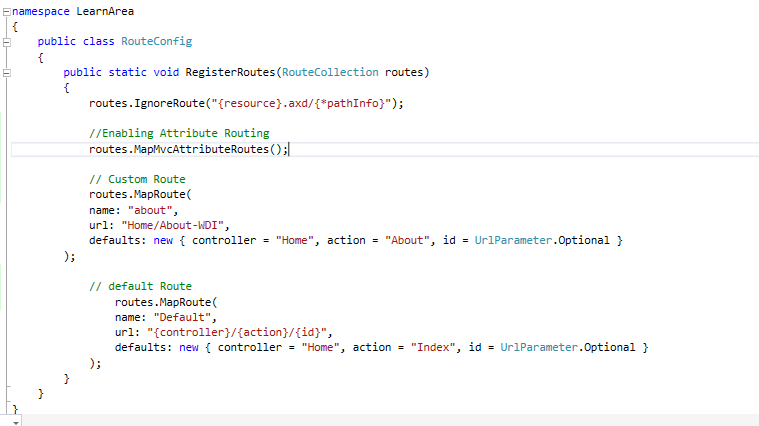 namespace LearnArea
{
    public class RouteConfig
    {
        public static void RegisterRoutes(RouteCollection routes)
        {
            routes.IgnoreRoute("{resource}.axd/{*pathInfo}");

            //Enabling Attribute Routing
            routes.MapMvcAttributeRoutes();

            // Custom Route
            routes.MapRoute(
            name: "about",
            url: "Home/About-WDI",
            defaults: new { controller = "Home", action = "About", id = UrlParameter.Optional }
        );

            // default Route
                routes.MapRoute(
                name: "Default",
                url: "{controller}/{action}/{id}",
                defaults: new { controller = "Home", action = "Index", id = UrlParameter.Optional }
            );
        }
    }
}